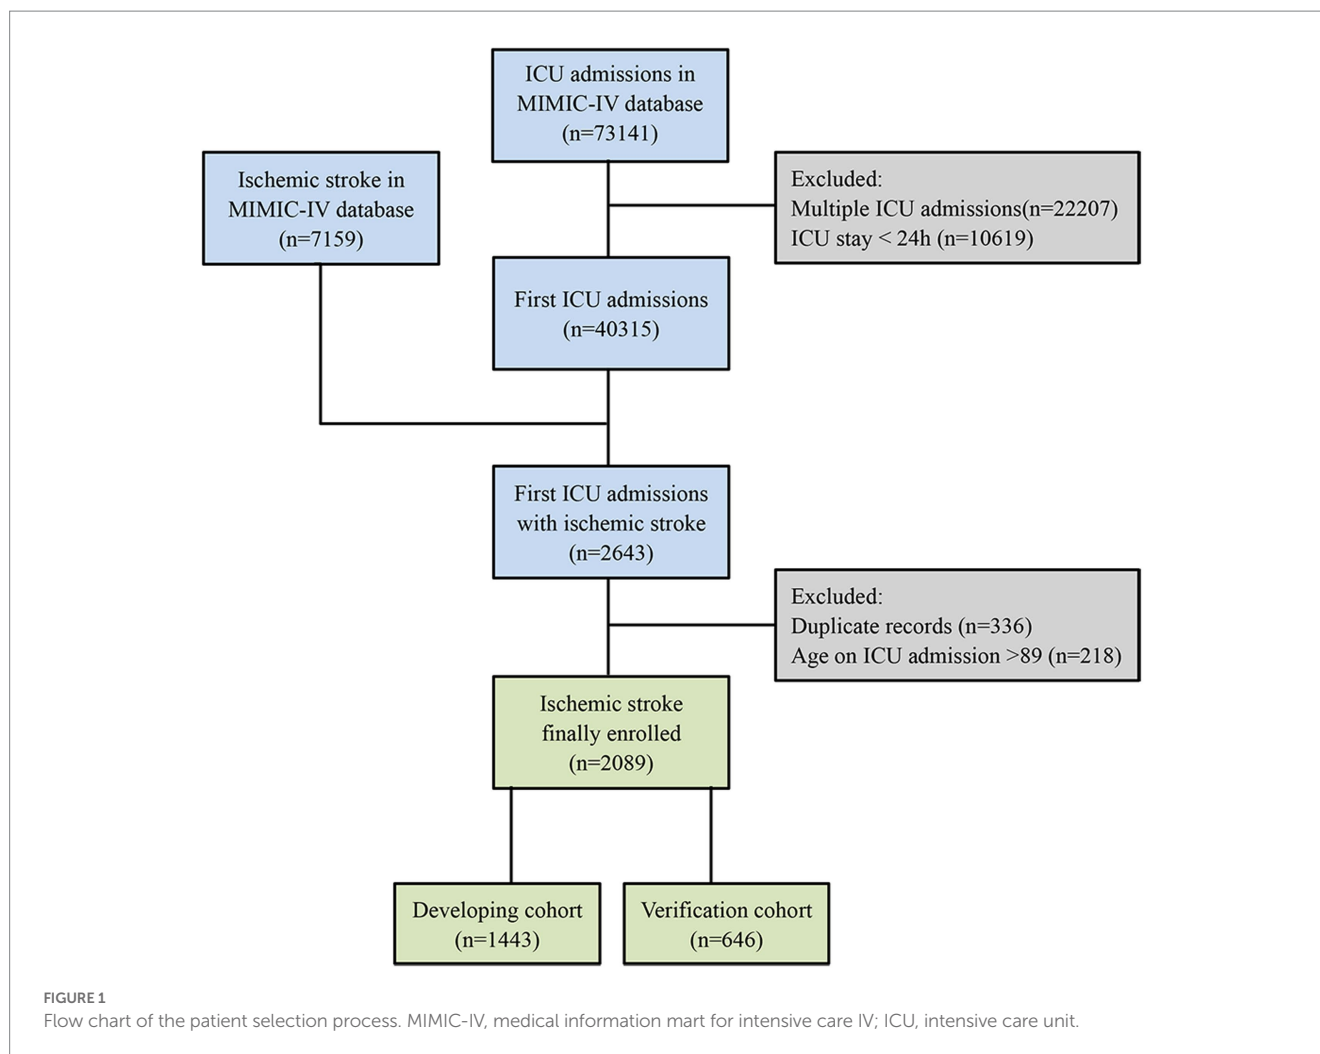 ICU admissions in
MIMIC-IV database
(n=73141)
Ischemic stroke in
MIMIC-IV database
(n=7159)
Excluded:
Multiple ICU admissions(n=22207)
ICU stay < 24h (n=10619)
First ICU admissions
(n=40315)
First ICU admissions
with ischemic stroke
(n=2643)
Excluded:
Duplicate records (n=336)
Age on ICU admission >89 (n=218)
Ischemic stroke
finally enrolled
(n=2089)
Developing cohort
(n=1443)
Verification cohort
(n=646)
FIGURE 1
Flow chart of the patient selection process. MIMIC-IV, medical information mart for intensive care IV; ICU, intensive care unit.